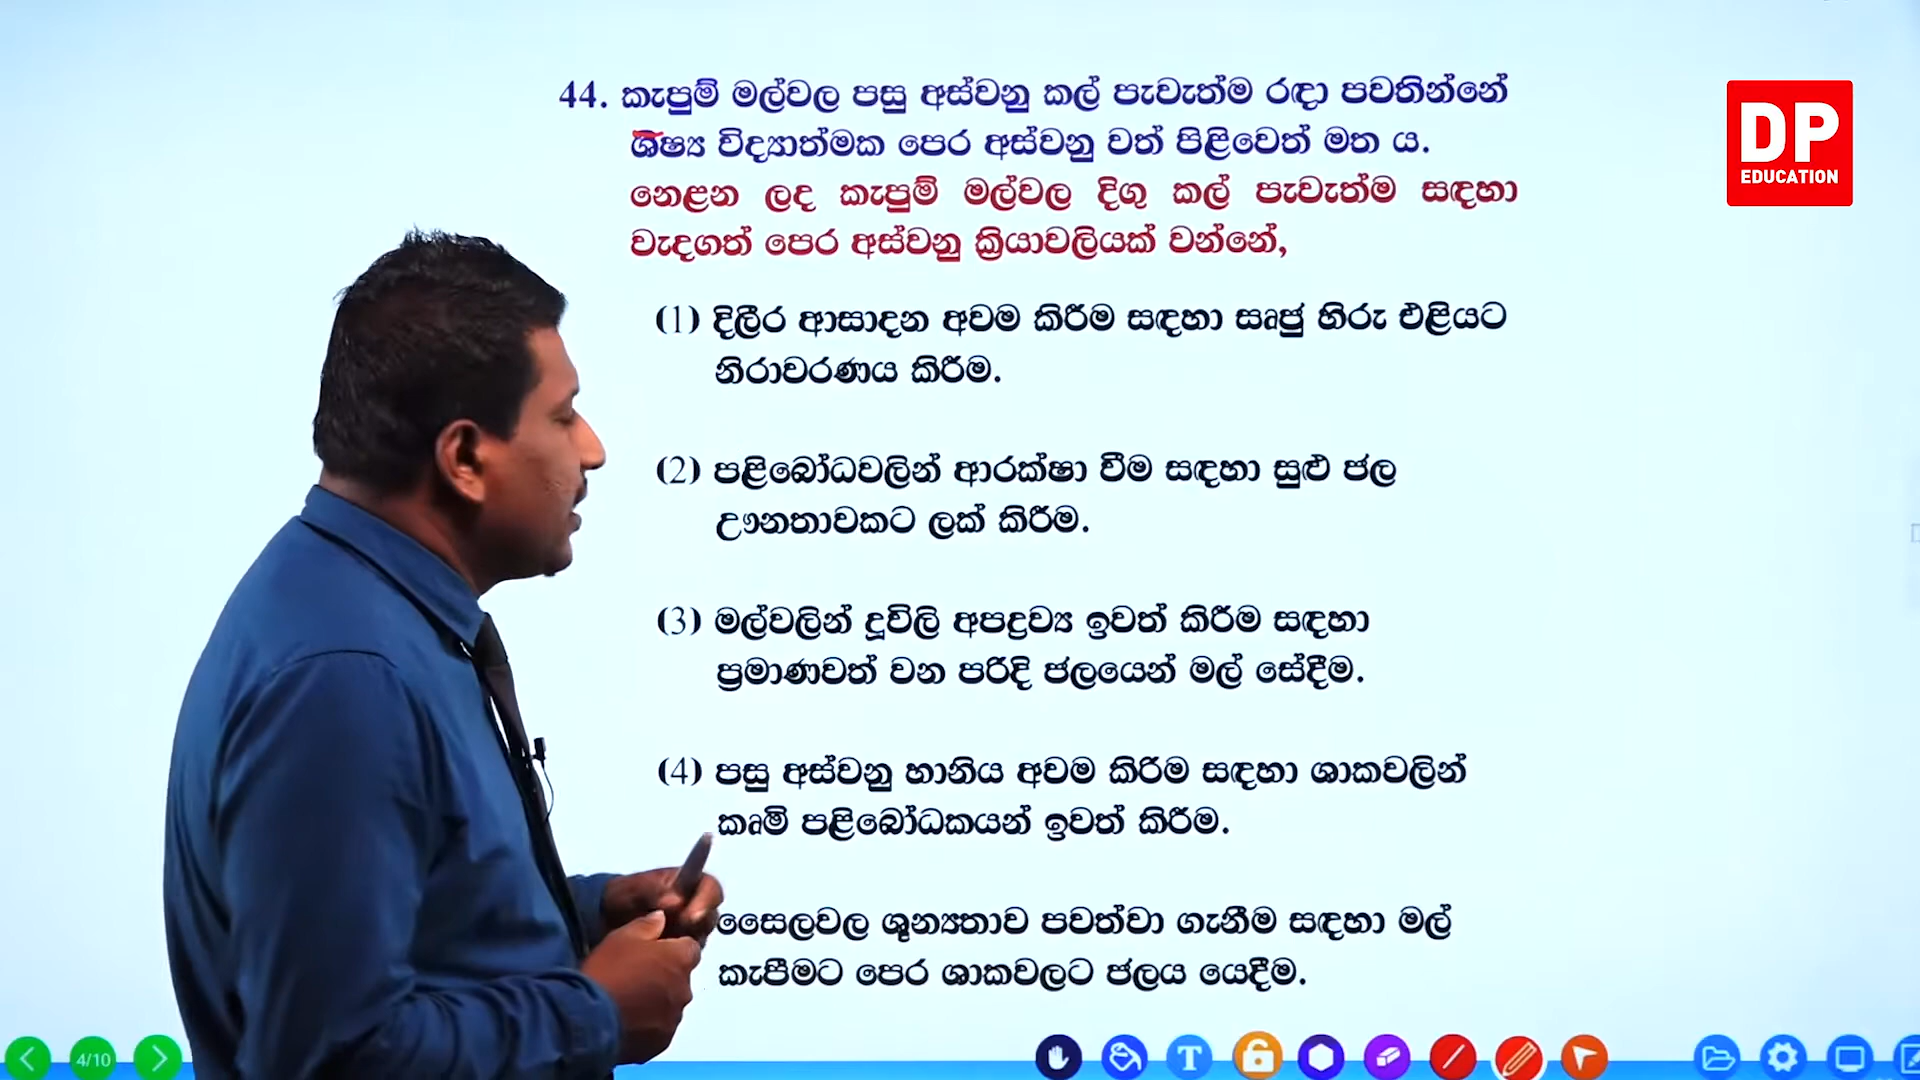 44. කැපුම් මල්වල පසු අස්වනු කල් පැවැත්ම රඳා පවතින්නේ
ශිෂ්‍ය විද්‍යාත්මක පෙර අස්වනු වත් පිළිවෙත් මත ය.
නෙළන ලද කැපුම් මල්වල දිගු කල් පැවැත්ම සඳහා
වැදගත් පෙර අස්වනු ක්‍රියාවලියක් වන්නේ,
(1) දිලීර ආසාදන අවම කිරීම සඳහා සෘජු හිරු එළියට
නිරාවරණය කිරීම.
(2) පළිබෝධවලින් ආරක්ෂා වීම සඳහා සුළු ජල
ඌනතාවකට ලක් කිරීම.
(3) මල්වලින් දූවිලි අපද්‍රව්‍ය ඉවත් කිරීම සඳහා
ප්‍රමාණවත් වන පරිදි ජලයෙන් මල් සේදීම.
(4) පසු අස්වනු හානිය අවම කිරීම සඳහා ශාකවලින්
කෘමි පළිබෝධකයන් ඉවත් කිරීම.
සෛලවල ශූන්‍යතාව පවත්වා ගැනීම සඳහා මල්
කැපීමට පෙර ශාකවලට ජලය යෙදීම.
DP
EDUCATION
4/10